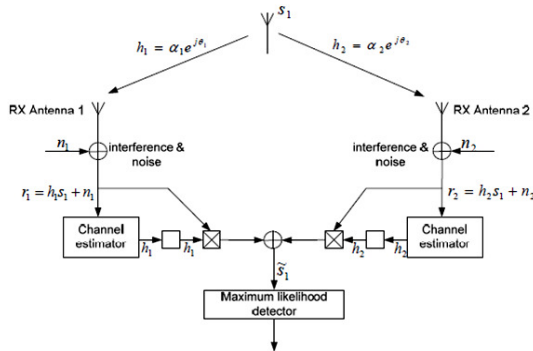 s₁
h₁ = α₁e^{jθ₁}
h₂ = α₂e^{jθ₂}
RX Antenna 1
RX Antenna 2
n₁
interference &
noise
interference &
noise
n₂
r₁ = h₁s₁ + n₁
r₂ = h₂s₁ + n₂
Channel
estimator
h₁
h₁
h₂
h₂
Channel
estimator
s̃₁
Maximum likelihood
detector